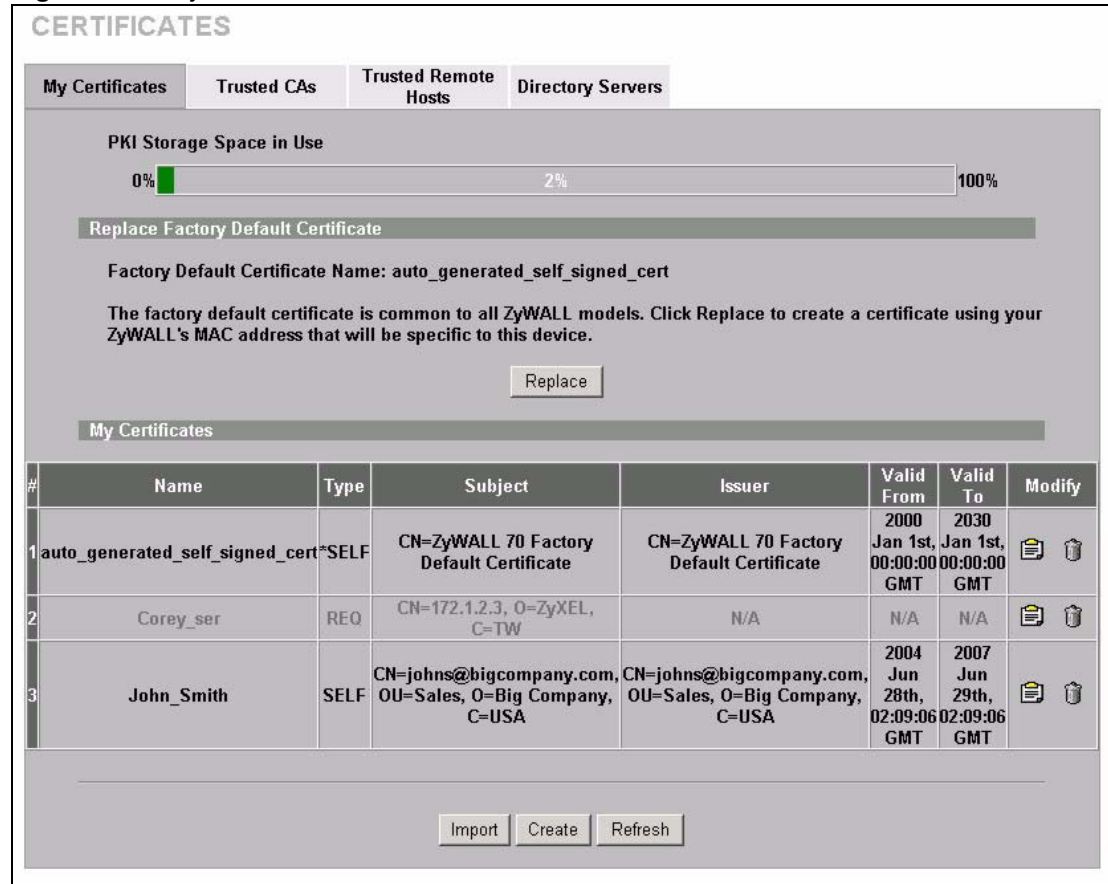 CERTIFICATES
My Certificates
Trusted CAs
Trusted Remote
Hosts
Directory Servers
PKI Storage Space in Use
0%
2%
100%
Replace Factory Default Certificate
Factory Default Certificate Name: auto_generated_self_signed_cert
The factory default certificate is common to all ZyWALL models. Click Replace to create a certificate using your
ZyWALL's MAC address that will be specific to this device.
Replace
My Certificates
# Name Type Subject Issuer Valid From Valid To Modify
1 auto_generated_self_signed_cert *SELF CN=ZyWALL 70 Factory Default Certificate CN=ZyWALL 70 Factory Default Certificate 2000 Jan 1st, 00:00:00 GMT 2030 Jan 1st, 00:00:00 GMT
2 Corey_ser REQ CN=172.1.2.3, O=ZyXEL, C=TW N/A N/A N/A
3 John_Smith SELF CN=johns@bigcompany.com, OU=Sales, O=Big Company, C=USA CN=johns@bigcompany.com, OU=Sales, O=Big Company, C=USA 2004 Jun 28th, 02:09:06 GMT 2007 Jun 29th, 02:09:06 GMT
Import
Create
Refresh